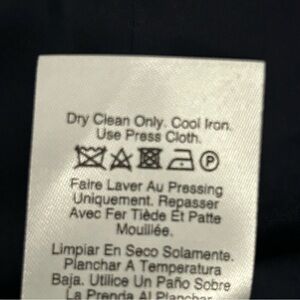 Dry Clean Only. Cool Iron.
Use Press Cloth.
Faire Laver Au Pressing
Uniquement. Repasser
Avec Fer Tiède Et Patte
Mouillée.
Limpiar En Seco Solamente.
Planchar A Temperatura
Baja. Utilice Un Paño Sobre
La Prenda Al Planchar